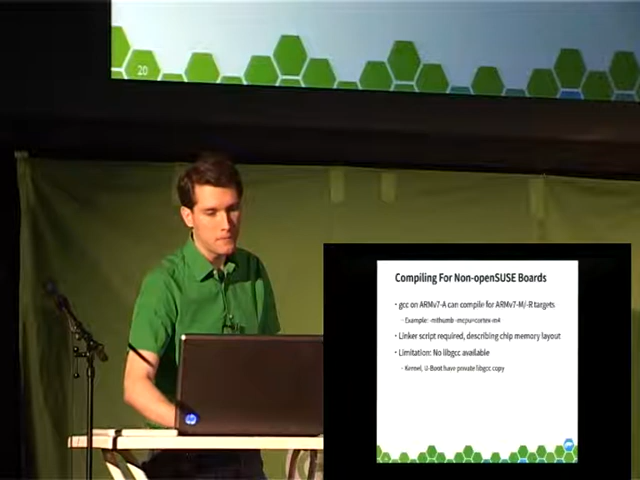 20
Compiling For Non-openSUSE Boards
• gcc on ARMv7-A can compile for ARMv7-M/-R targets
– Example: -mthumb -mcpu=cortex-m4
• Linker script required, describing chip memory layout
• Limitation: No libgcc available
– Kernel, U-Boot have private libgcc copy
hp